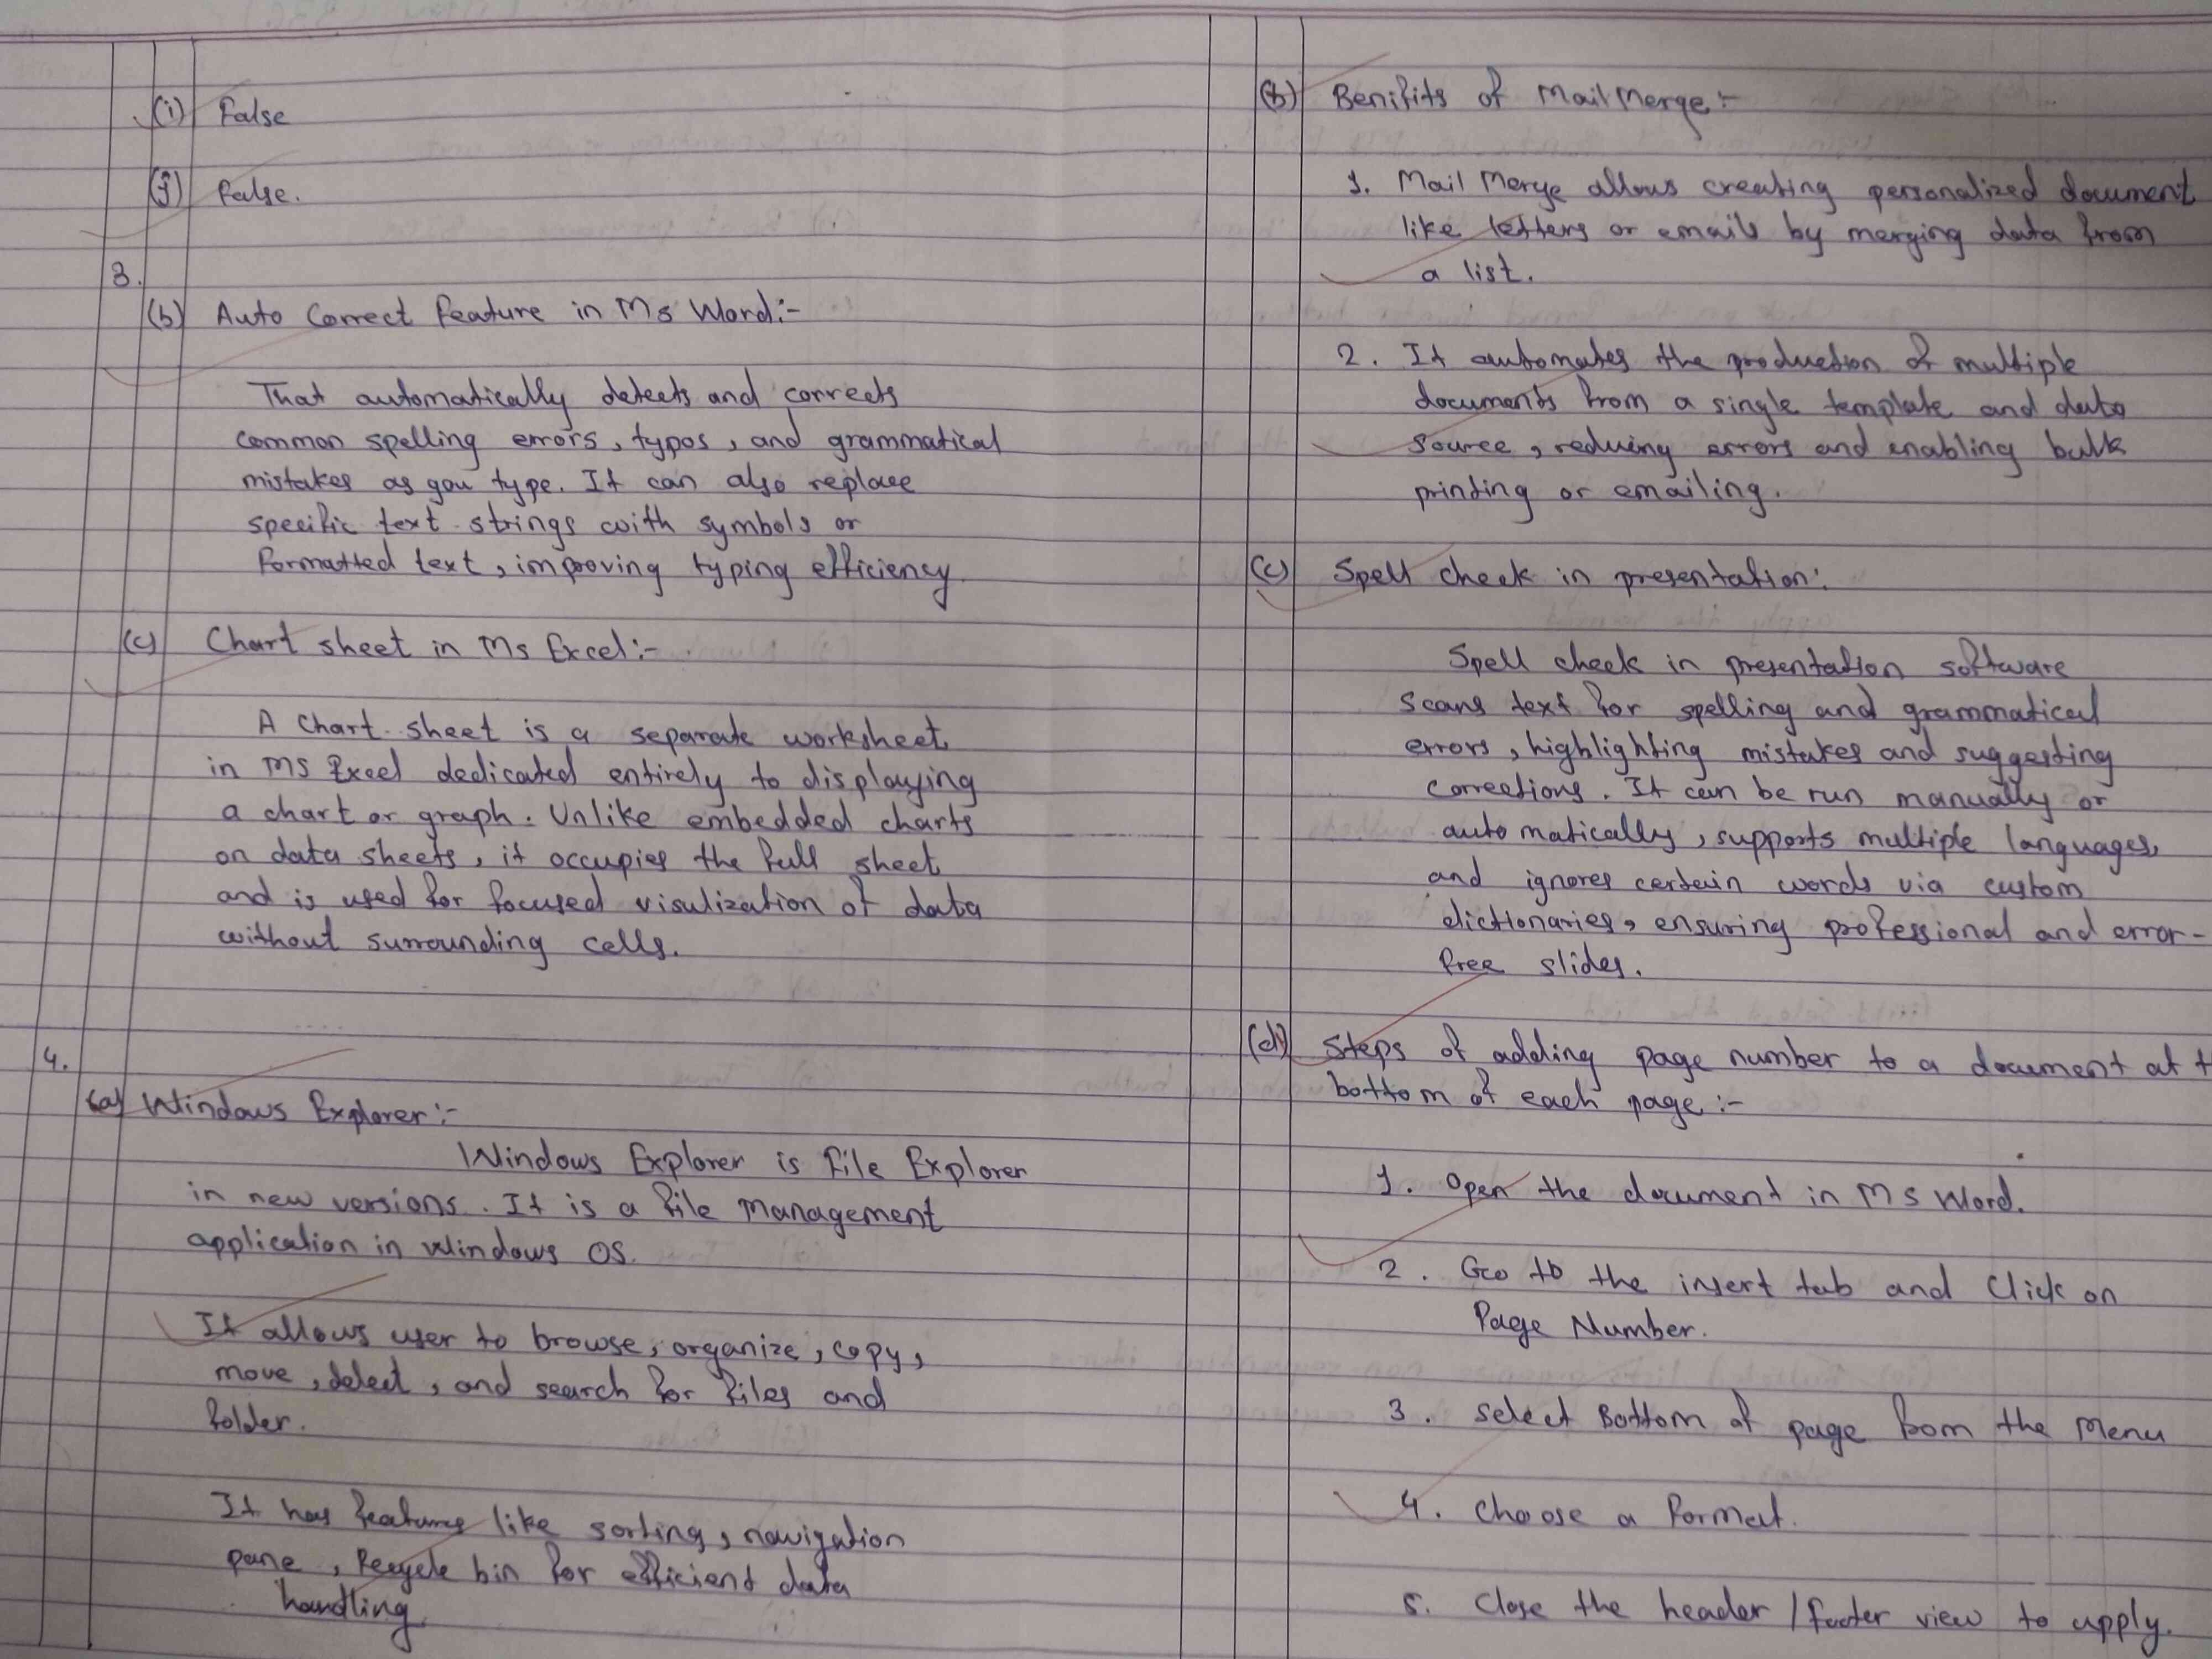 (i) False
(j) False.
3.
(b) Auto Correct feature in Ms Word:-
That automatically detects and corrects
common spelling errors, typos, and grammatical
mistakes as you type. It can also replace
specific text strings with symbols or
formatted text, improving typing efficiency.
(c) Chart sheet in Ms Excel:-
A Chart sheet is a separate worksheet
in MS Excel dedicated entirely to displaying
a chart or graph. Unlike embedded charts
on data sheets, it occupies the full sheet
and is used for focused visulization of data
without surrounding cells.
4.
(a) Windows Explorer:-
Windows Explorer is File Explorer
in new versions. It is a file management
application in Windows OS.
It allows user to browse, organize, copy,
move, delect, and search for files and
folder.
It has features like sorting, navigation
pane, Recycle bin for efficient data
handling.
(b) Benifits of Mail Merge:-
1. Mail Merge allows creating personalized document
like letters or emails by merging data from
a list.
2. It automates the production of multiple
documents from a single template and data
source, reducing errors and enabling bulk
printing or emailing.
(c) Spell check in presentation:
Spell check in presentation software
scans text for spelling and grammatical
errors, highlighting mistakes and suggesting
corrections. It can be run manually or
automatically, supports multiple languages,
and ignores certain words via custom
dictionaries, ensuring professional and error-
free slides.
(d) Steps of adding page number to a document at t
bottom of each page:-
1. Open the document in MS Word.
2. Goo to the insert tab and Click on
Page Number.
3. Select Bottom of page from the Menu
4. Choose a format.
5. Close the header/footer view to apply.